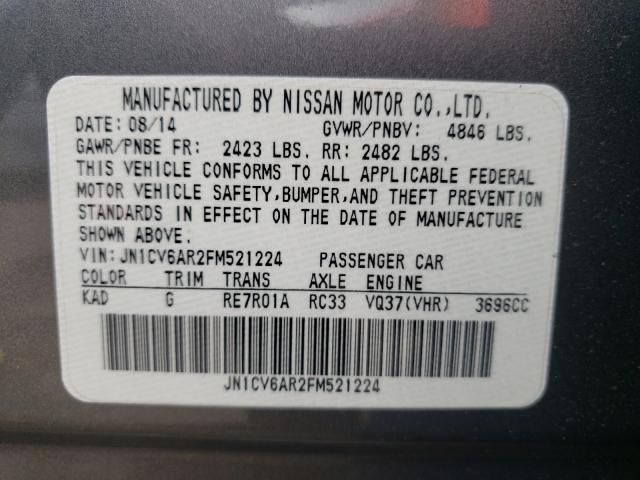 MANUFACTURED BY NISSAN MOTOR CO.,LTD.
DATE: 08/14 GVWR/PNBV: 4846 LBS.
GAWR/PNBE FR: 2423 LBS. RR: 2482 LBS.
THIS VEHICLE CONFORMS TO ALL APPLICABLE FEDERAL
MOTOR VEHICLE SAFETY,BUMPER,AND THEFT PREVENTION
STANDARDS IN EFFECT ON THE DATE OF MANUFACTURE
SHOWN ABOVE.
VIN:JN1CV6AR2FM521224 PASSENGER CAR
COLOR TRIM TRANS AXLE ENGINE
KAD G RE7R01A RC33 VQ37(VHR) 3696CC
JN1CV6AR2FM521224